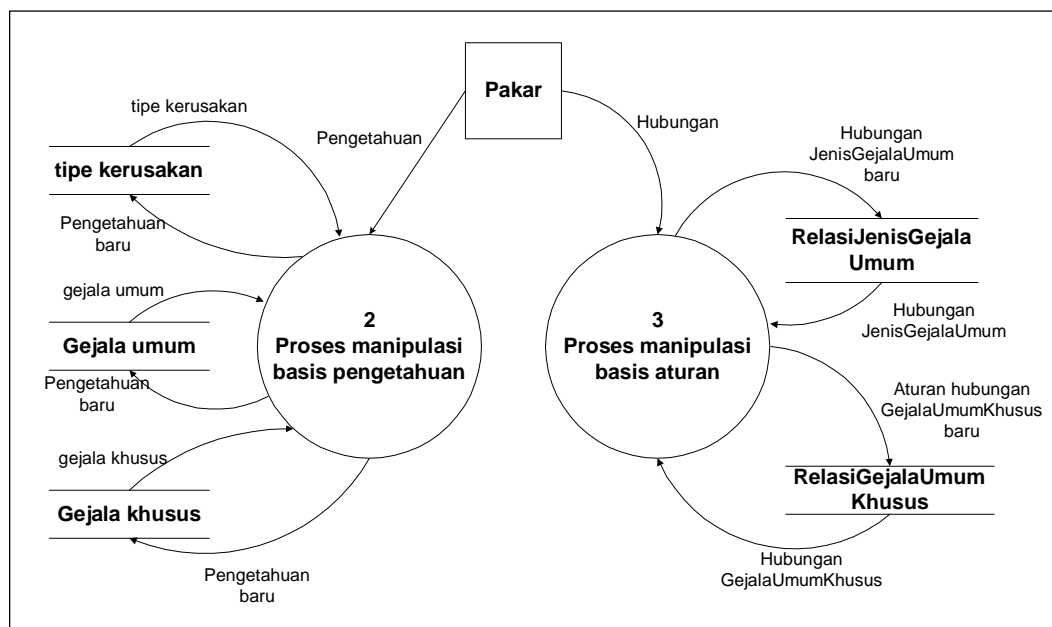 Pakar
tipe kerusakan
Pengetahuan
Hubungan
Hubungan
JenisGejalaUmum
baru
tipe kerusakan
Pengetahuan
baru
RelasiJenisGejala
Umum
gejala umum
Hubungan
JenisGejalaUmum
Gejala umum
2
Proses manipulasi
basis pengetahuan
3
Proses manipulasi
basis aturan
Pengetahuan
baru
Aturan hubungan
GejalaUmumKhusus
baru
gejala khusus
Gejala khusus
RelasiGejalaUmum
Khusus
Pengetahuan
baru
Hubungan
GejalaUmumKhusus